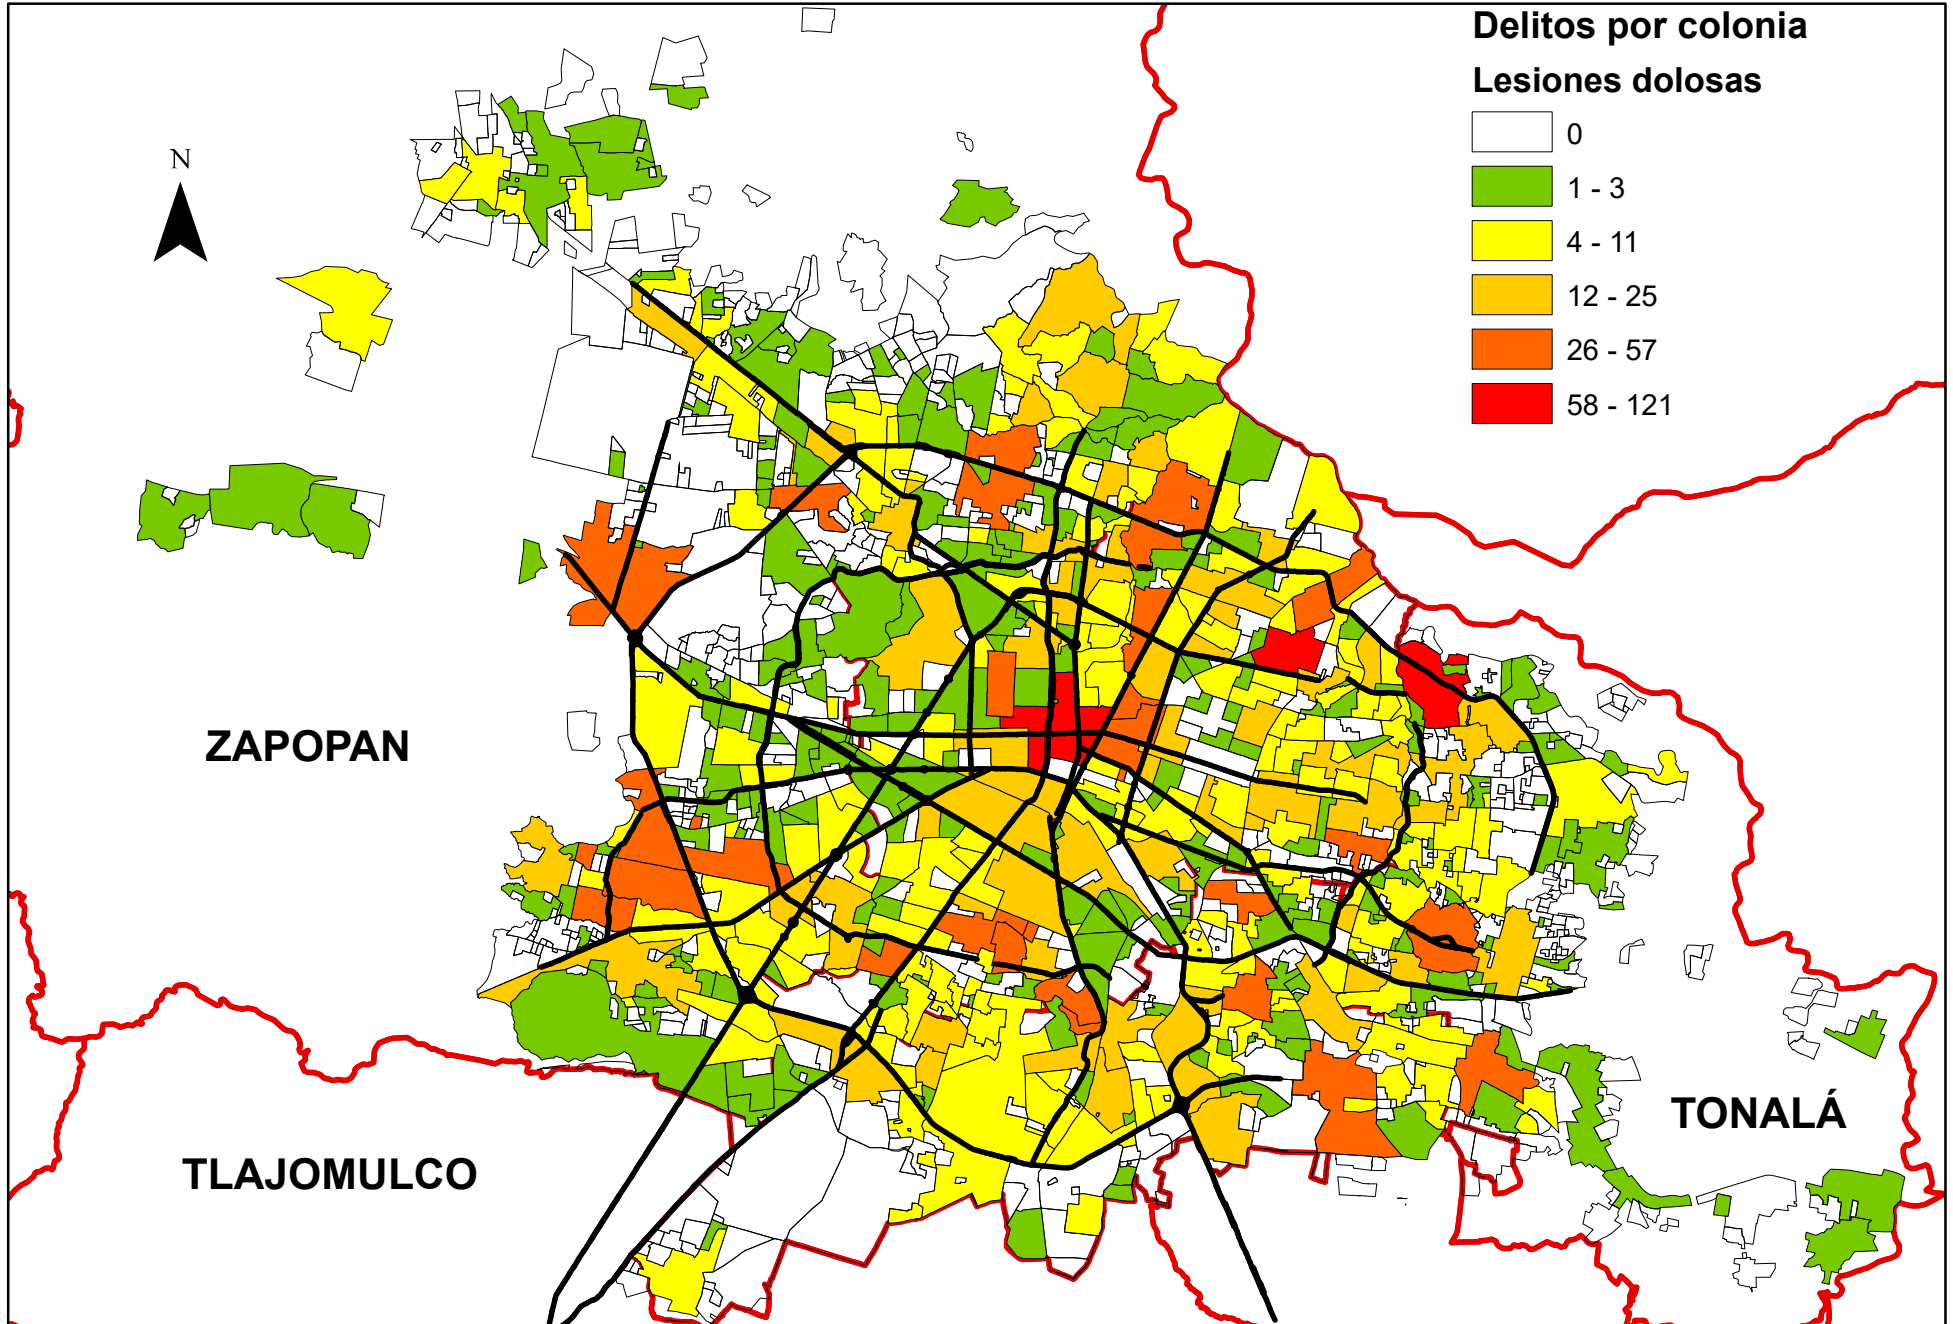 Delitos por colonia
Lesiones dolosas
0
1 - 3
4 - 11
12 - 25
26 - 57
58 - 121
N
ZAPOPAN
TONALÁ
TLAJOMULCO